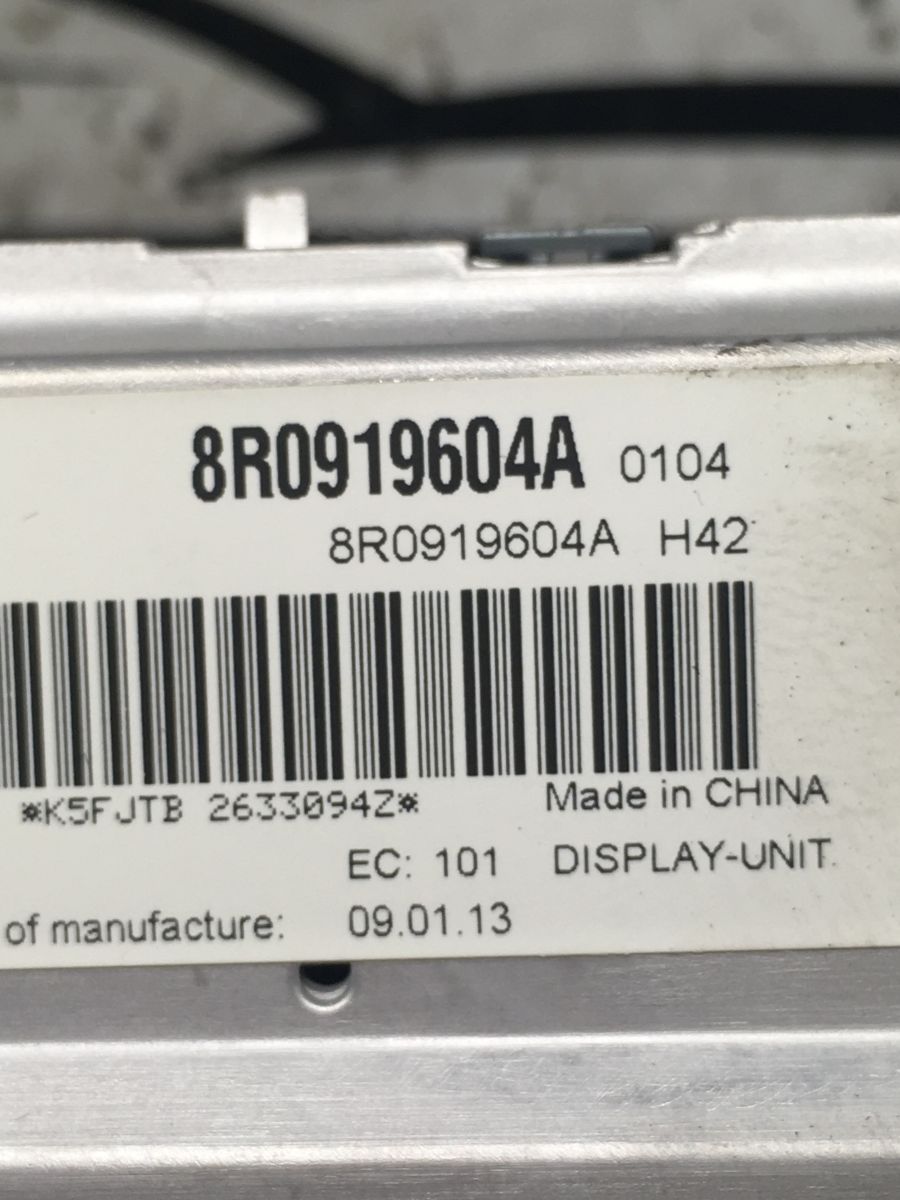 8R0919604A 0104
8R0919604A H42
*K5FJTB 2633094Z*
Made in CHINA
EC: 101 DISPLAY-UNIT
of manufacture: 09.01.13